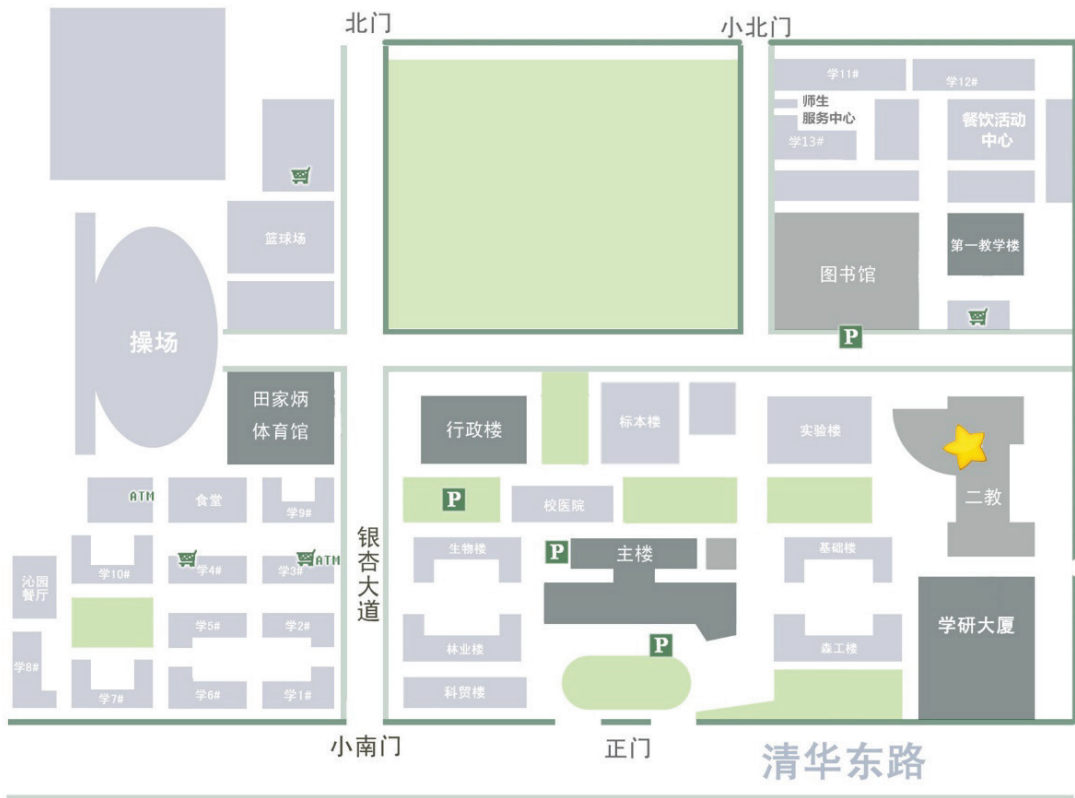 北门
小北门
学11#
学12#
师生
服务中心
餐饮活动
中心
学13#
篮球场
第一教学楼
图书馆
操场
P
田家炳
体育馆
行政楼
标本楼
实验楼
ATM
食堂
学9#
P
校医院
二教
银杏大道
生物楼
P
主楼
基础楼
沁园
餐厅
学10#
学4#
学3#
ATM
学5#
学2#
林业楼
P
森工楼
学研大厦
学8#
学7#
学6#
学1#
科贸楼
小南门
正门
清华东路